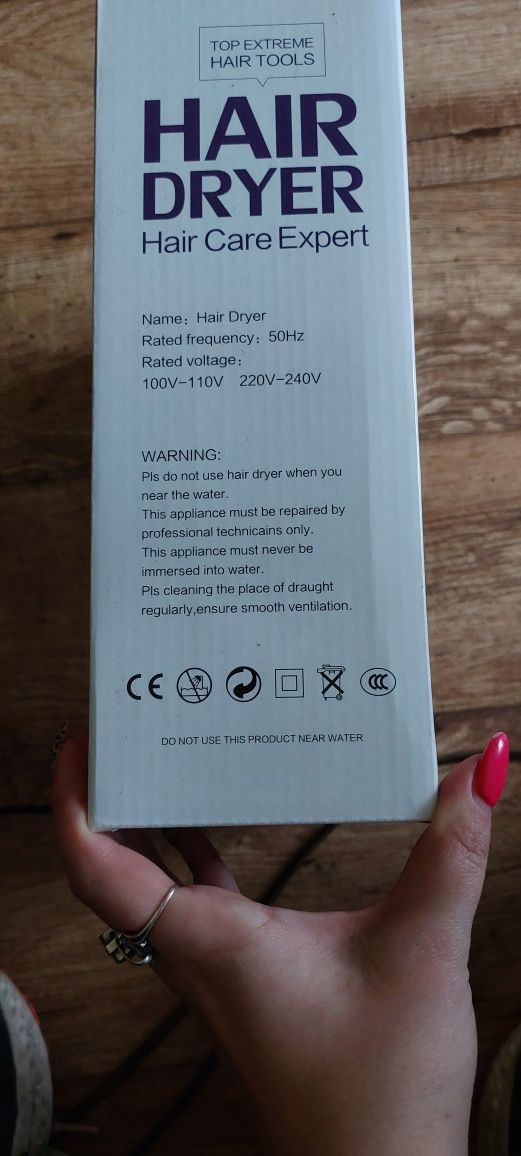 TOP EXTREME
HAIR TOOLS
HAIR
DRYER
Hair Care Expert
Name: Hair Dryer
Rated frequency: 50Hz
Rated voltage:
100V-110V 220V-240V
WARNING:
Pls do not use hair dryer when you
near the water.
This appliance must be repaired by
professional technicains only.
This appliance must never be
immersed into water.
Pls cleaning the place of draught
regularly,ensure smooth ventilation.
CE CCC
DO NOT USE THIS PRODUCT NEAR WATER